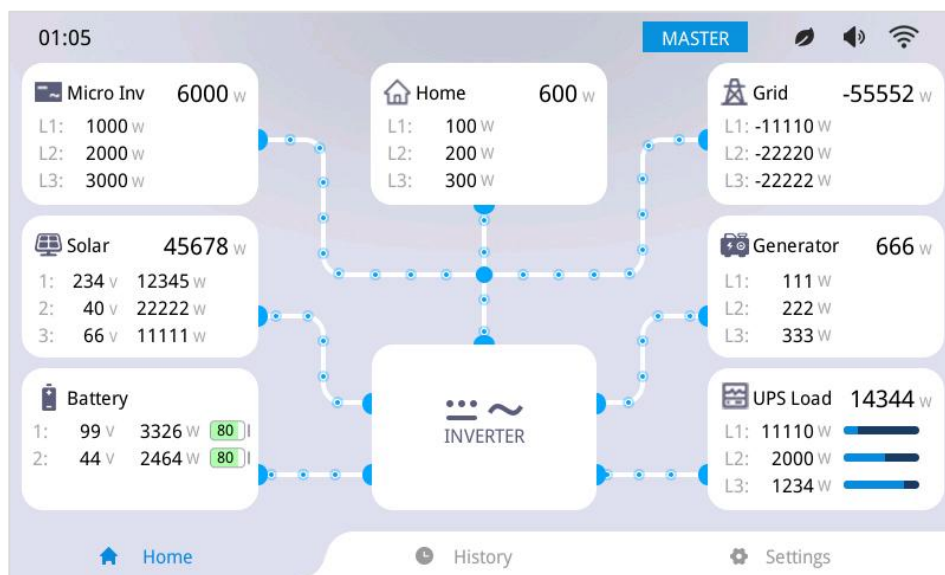 01:05 MASTER
Micro Inv 6000 W
L1: 1000 W
L2: 2000 W
L3: 3000 W
Home 600 W
L1: 100 W
L2: 200 W
L3: 300 W
Grid -55552 W
L1: -11110 W
L2: -22220 W
L3: -22222 W
Solar 45678 W
1: 234 V 12345 W
2: 40 V 22222 W
3: 66 V 11111 W
Generator 666 W
L1: 111 W
L2: 222 W
L3: 333 W
Battery
1: 99 V 3326 W 80
2: 44 V 2464 W 80
INVERTER
UPS Load 14344 W
L1: 11110 W
L2: 2000 W
L3: 1234 W
Home History Settings